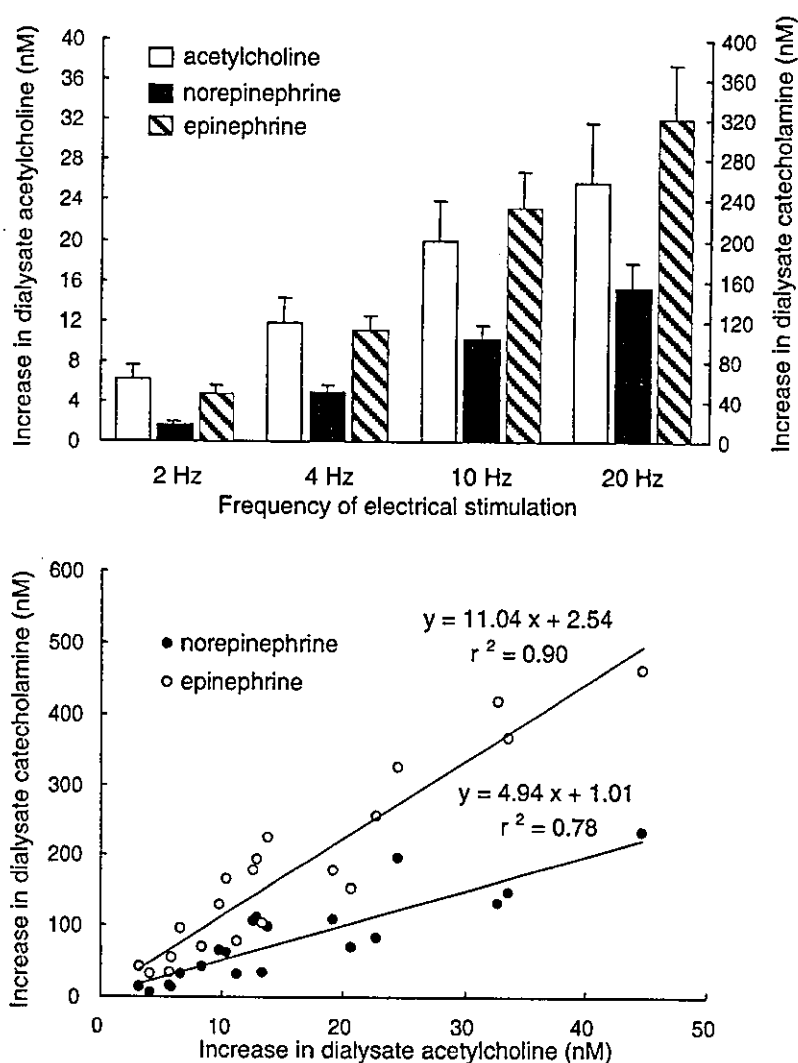 Increase in dialysate acetylcholine (nM)
40
36
32
28
24
20
16
12
8
4
0
acetylcholine
norepinephrine
epinephrine
400
360
320
280
240
200
160
120
80
40
0
Increase in dialysate catecholamine (nM)
2 Hz 4 Hz 10 Hz 20 Hz
Frequency of electrical stimulation
Increase in dialysate catecholamine (nM)
600
500
400
300
200
100
0
norepinephrine
epinephrine
y = 11.04 x + 2.54
r ² = 0.90
y = 4.94 x + 1.01
r ² = 0.78
0 10 20 30 40 50
Increase in dialysate acetylcholine (nM)